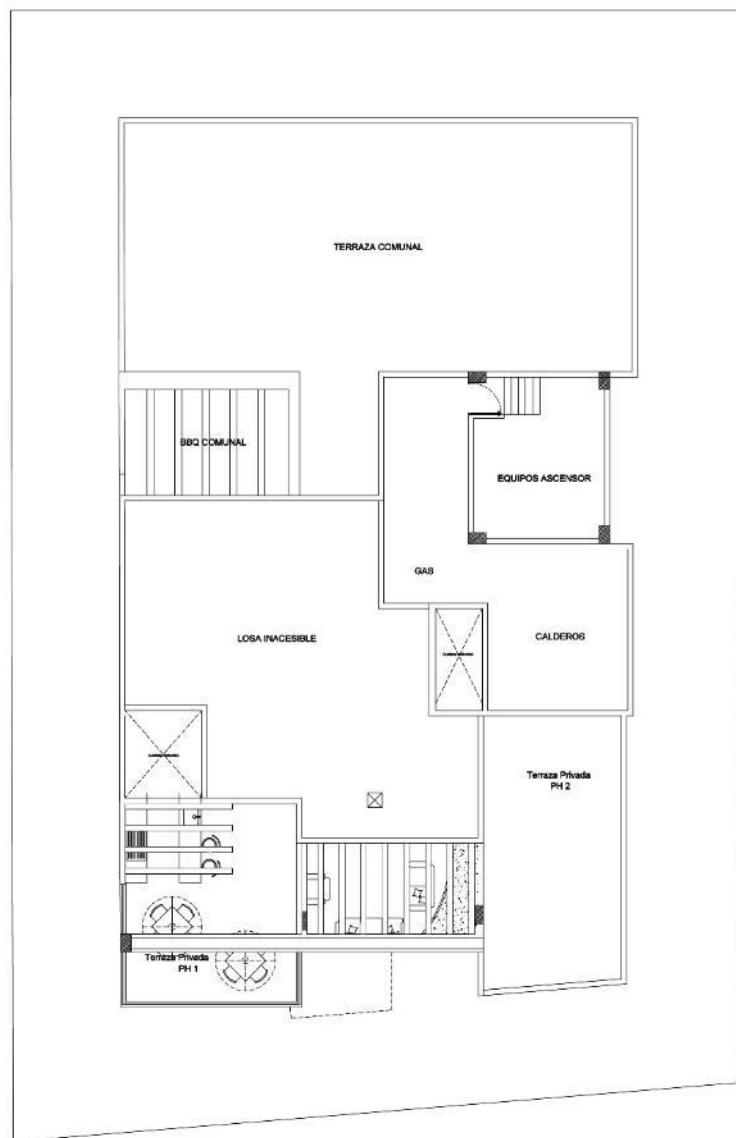 TERRAZA COMUNAL
BBQ COMUNAL
EQUIPOS ASCENSOR
GAS
LOSA INACESIBLE
CALDEROS
Terraza Privada
PH 2
Terraza Privada
PH 1